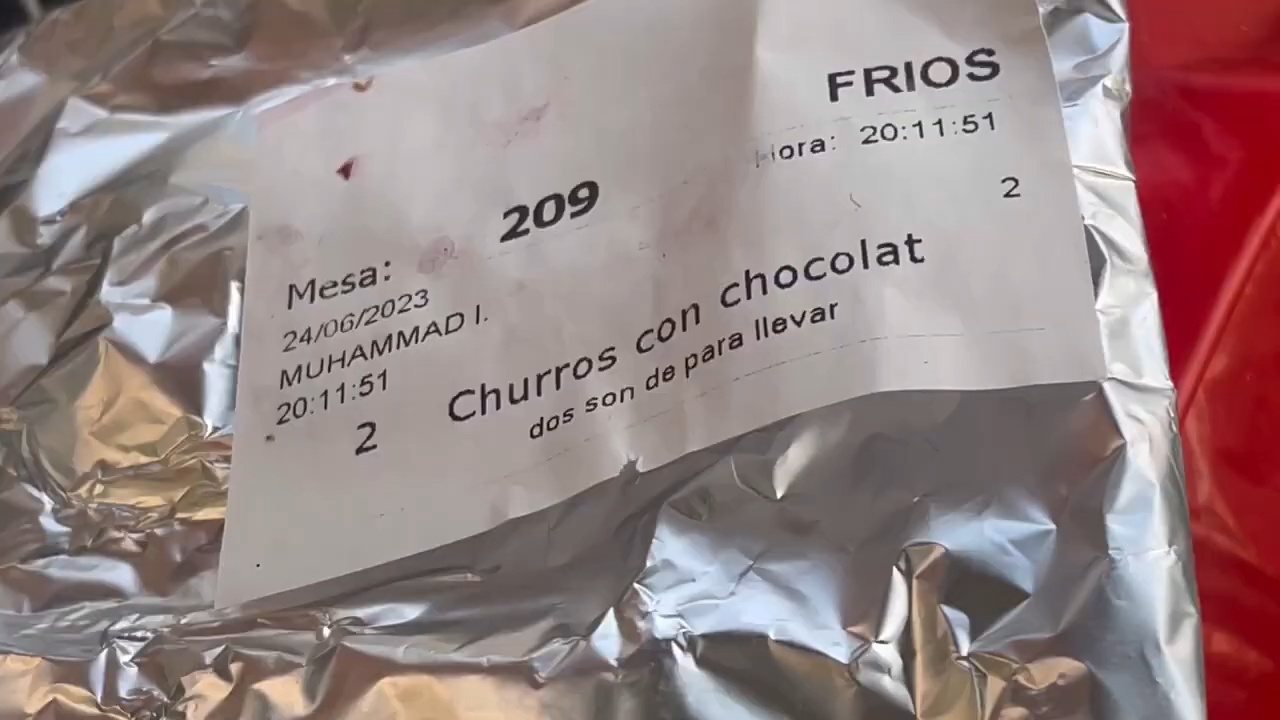 FRIOS
Hora: 20:11:51
2
Mesa: 209
24/06/2023
MUHAMMAD I.
20:11:51
2 Churros con chocolat
dos son de para llevar